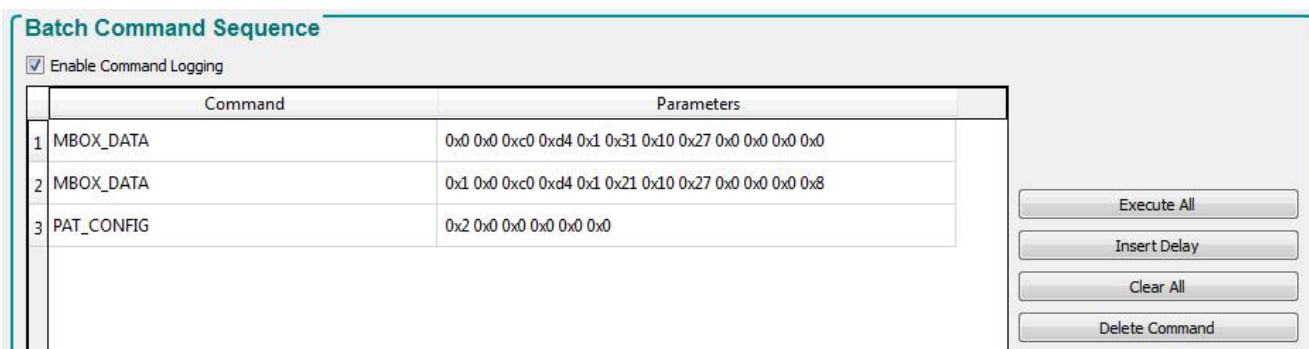 Batch Command Sequence
Enable Command Logging
Command Parameters
1 MBOX_DATA 0x0 0x0 0xc0 0xd4 0x1 0x31 0x10 0x27 0x0 0x0 0x0 0x0
2 MBOX_DATA 0x1 0x0 0xc0 0xd4 0x1 0x21 0x10 0x27 0x0 0x0 0x0 0x8
3 PAT_CONFIG 0x2 0x0 0x0 0x0 0x0 0x0
Execute All
Insert Delay
Clear All
Delete Command